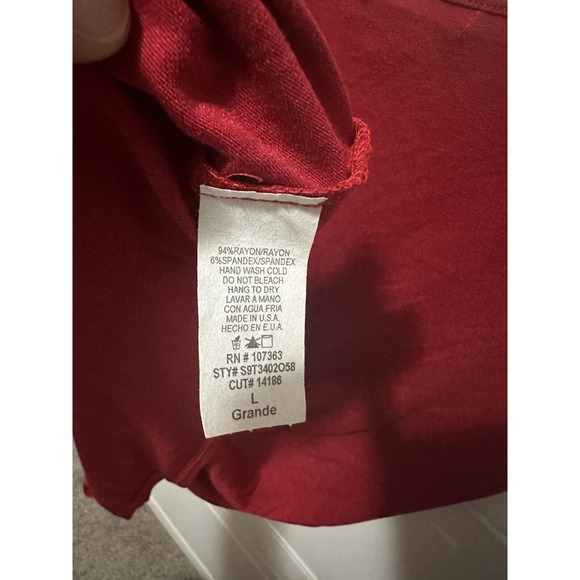 94%RAYON/RAYON
6%SPANDEX/SPANDEX
HAND WASH COLD
DO NOT BLEACH
HANG TO DRY
LAVAR A MANO
CON AGUA FRIA
MADE IN U.S.A.
HECHO EN E.U.A.
RN # 107363
STY# S9T3402O58
CUT# 14186
L
Grande